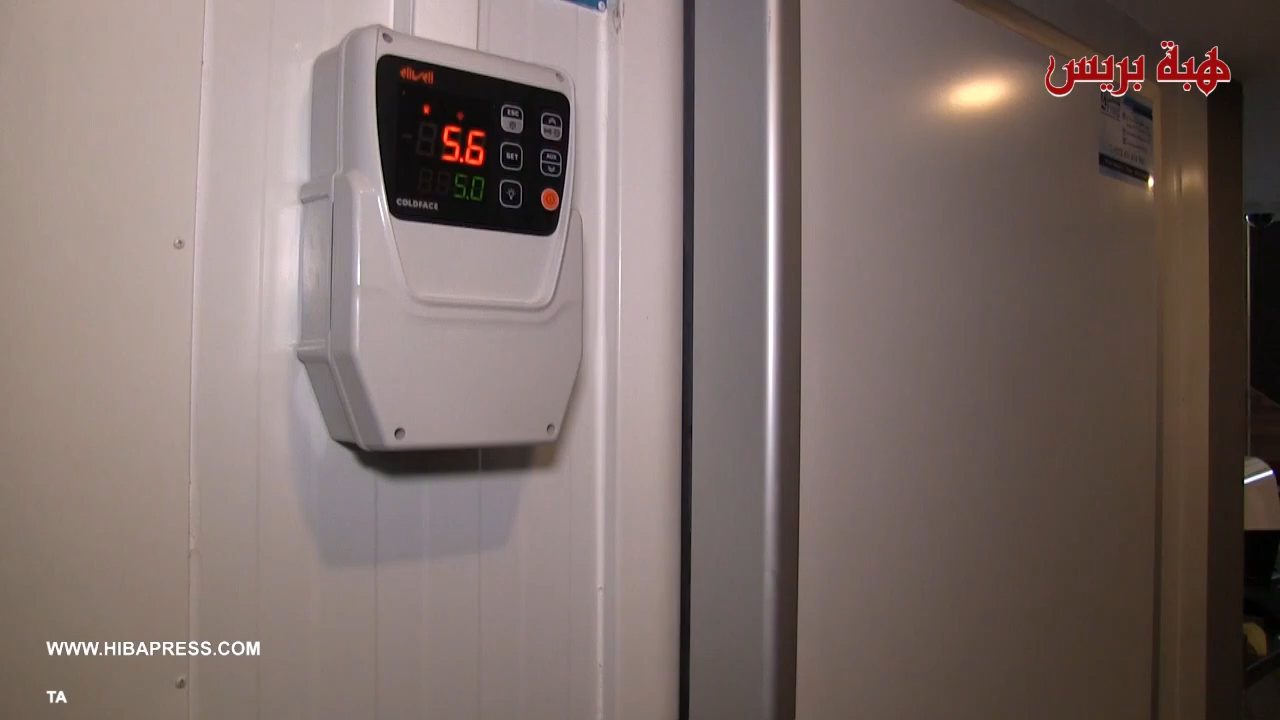 هبة بريس
eliwell
ESC
5.6
SET
AUX
5.0
COLDFACE
WWW.HIBAPRESS.COM
TA